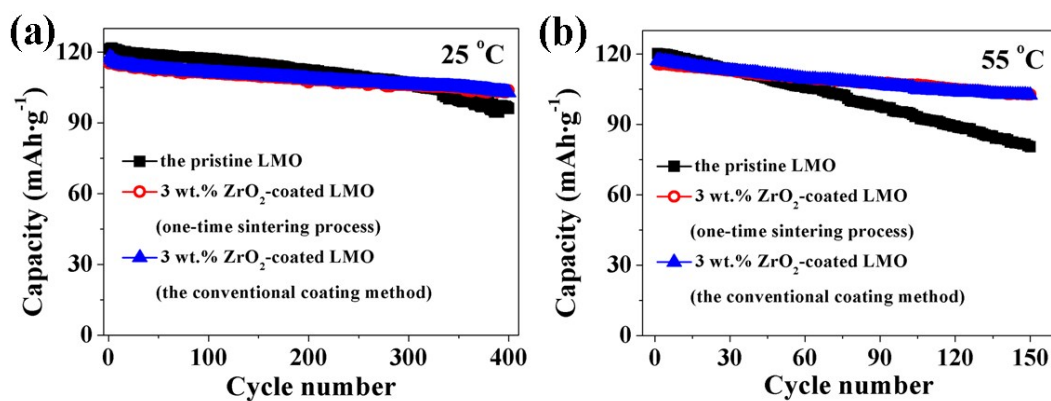 (a)
25 °C
Capacity (mAh·g⁻¹)
120
90
60
30
0
the pristine LMO
3 wt.% ZrO₂-coated LMO
(one-time sintering process)
3 wt.% ZrO₂-coated LMO
(the conventional coating method)
0 100 200 300 400
Cycle number
(b)
55 °C
Capacity (mAh·g⁻¹)
120
90
60
30
0
the pristine LMO
3 wt.% ZrO₂-coated LMO
(one-time sintering process)
3 wt.% ZrO₂-coated LMO
(the conventional coating method)
0 30 60 90 120 150
Cycle number